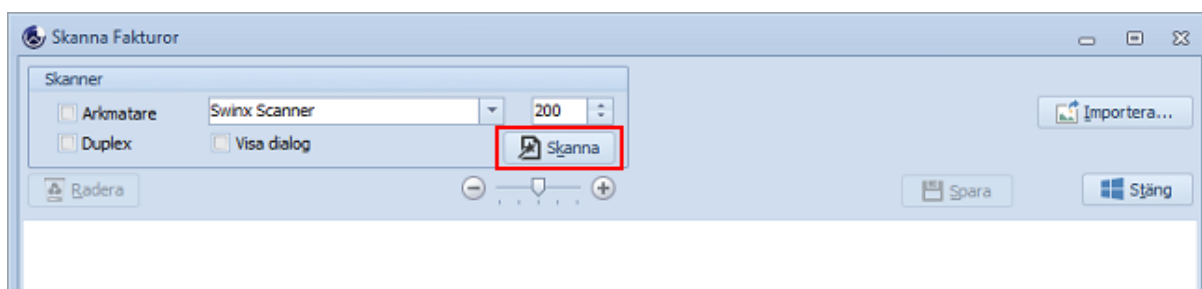 Skanna Fakturor
Skanner
Arkmatare Swinx Scanner 200 Importera...
Duplex Visa dialog Skanna
Radera Spara Stäng